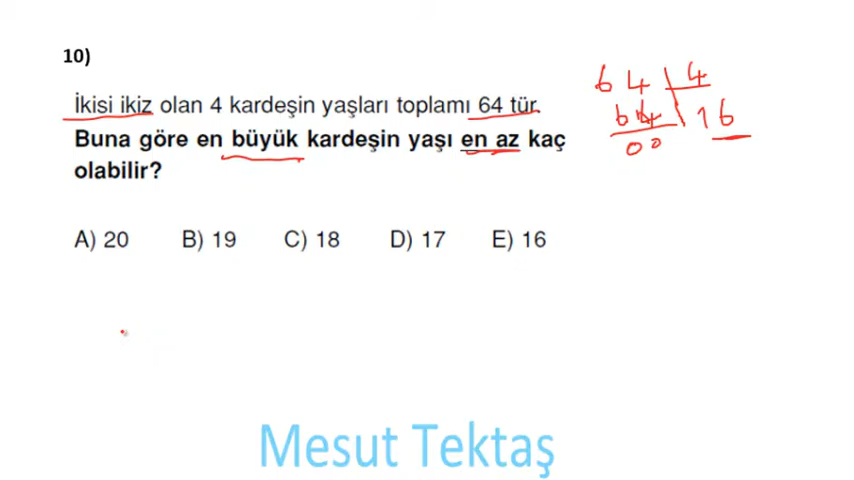 10)
İkisi ikiz olan 4 kardeşin yaşları toplamı 64 tür.
Buna göre en büyük kardeşin yaşı en az kaç
olabilir?
A) 20 B) 19 C) 18 D) 17 E) 16
64 4
64 16
00
Mesut Tektaş